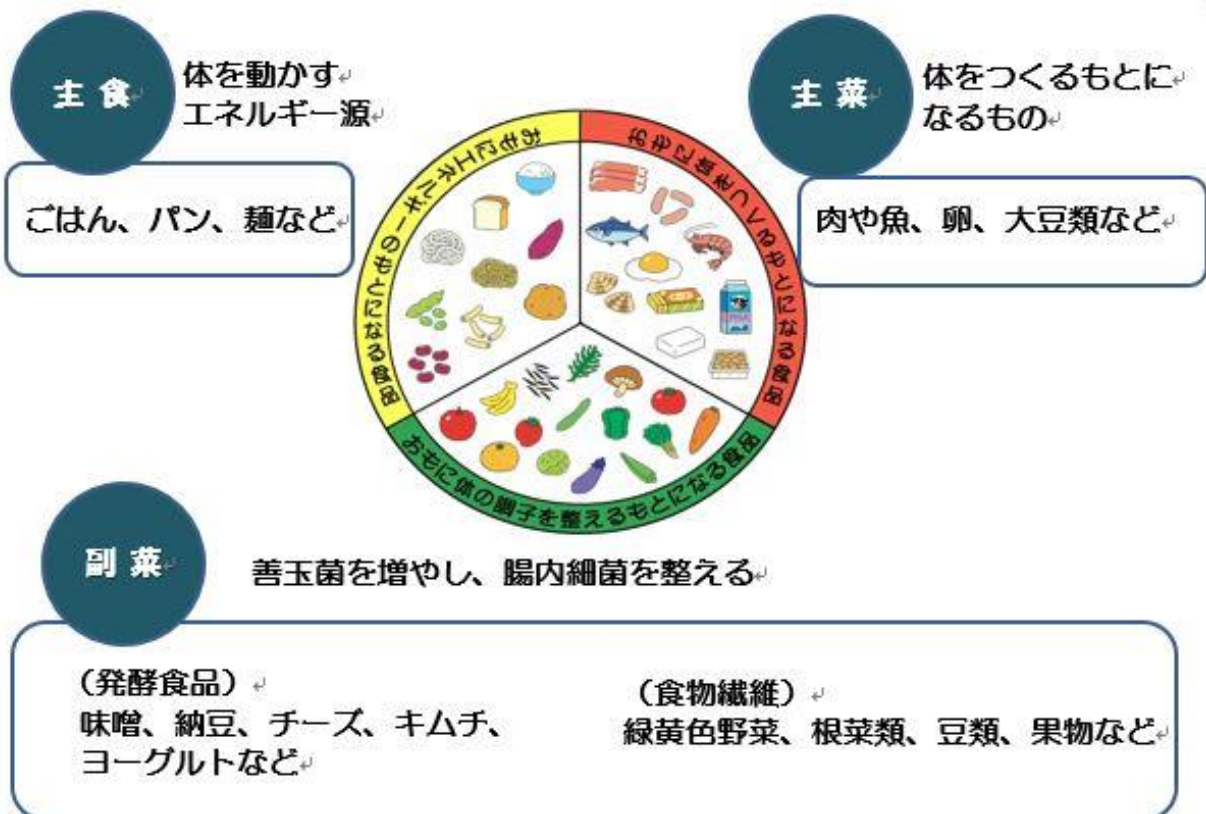 主食
体を動かす
エネルギー源
ごはん、パン、麺など
主菜
体をつくるもとに
なるもの
肉や魚、卵、大豆類など
おもにエネルギーのもとになる食品
おもに体をつくるもとになる食品
おもに体の調子を整えるもとになる食品
副菜
善玉菌を増やし、腸内細菌を整える
（発酵食品）
味噌、納豆、チーズ、キムチ、
ヨーグルトなど
（食物繊維）
緑黄色野菜、根菜類、豆類、果物など